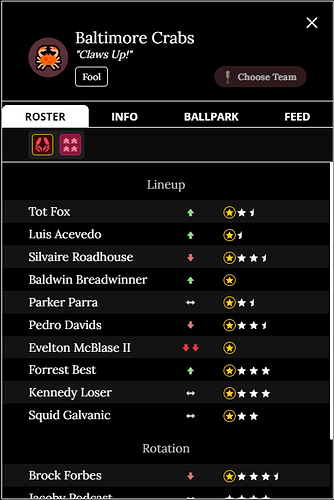 Baltimore Crabs
"Claws Up!"
Fool
Choose Team
ROSTER INFO BALLPARK FEED
Lineup
Tot Fox
Luis Acevedo
Silvaire Roadhouse
Baldwin Breadwinner
Parker Parra
Pedro Davids
Evelton McBlase II
Forrest Best
Kennedy Loser
Squid Galvanic
Rotation
Brock Forbes
Jacoby Podcast